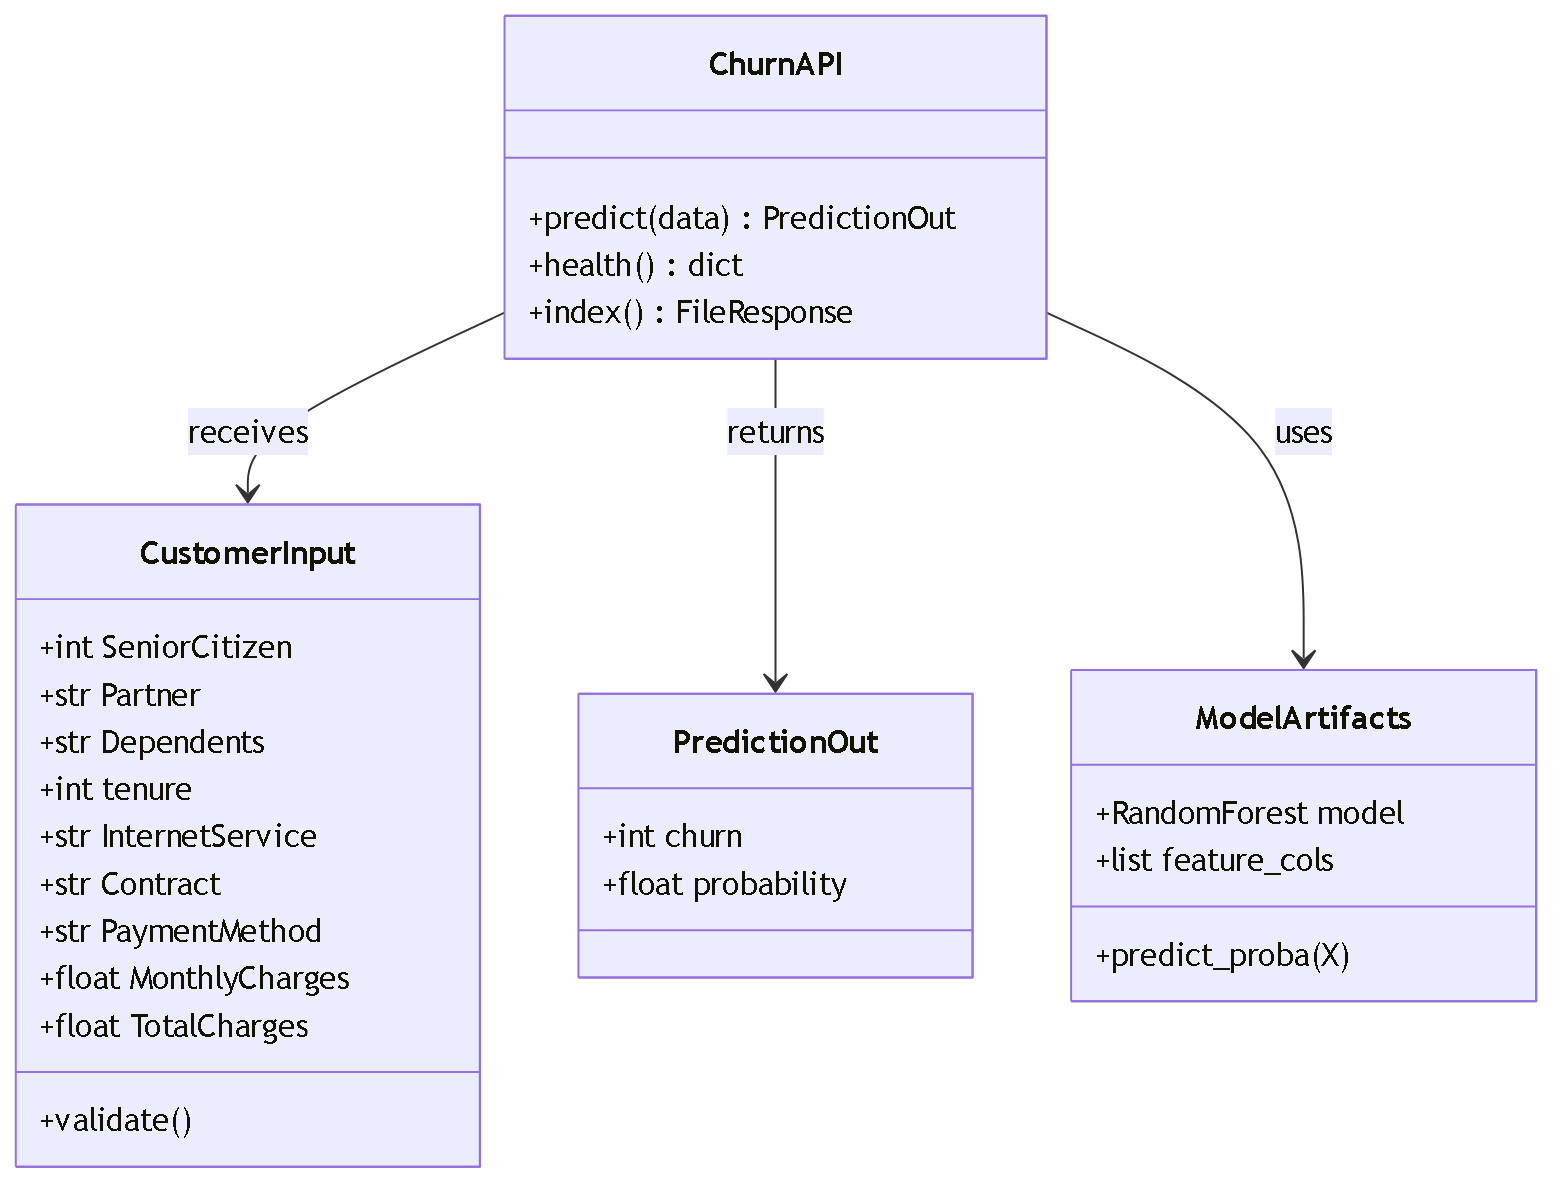 ChurnAPI
+predict(data) : PredictionOut
+health() : dict
+index() : FileResponse
receives
returns
uses
CustomerInput
+int SeniorCitizen
+str Partner
+str Dependents
+int tenure
+str InternetService
+str Contract
+str PaymentMethod
+float MonthlyCharges
+float TotalCharges
+validate()
PredictionOut
+int churn
+float probability
ModelArtifacts
+RandomForest model
+list feature_cols
+predict_proba(X)